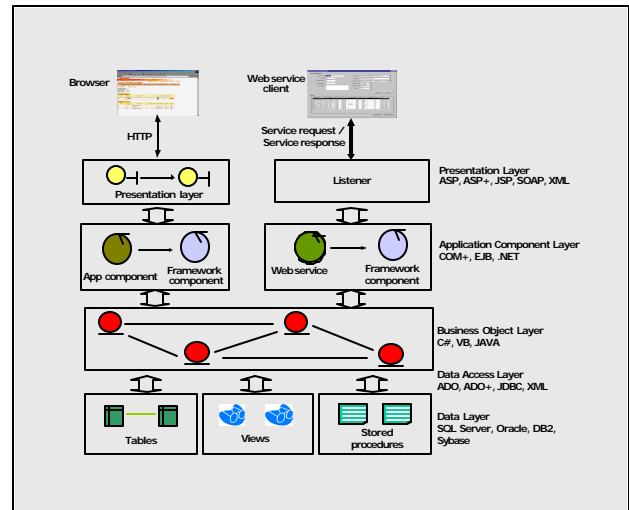 Browser
Web service
client
HTTP
Service request /
Service response
Presentation layer
Listener
Presentation Layer
ASP, ASP+, JSP, SOAP, XML
App component
Framework
component
Web service
Framework
component
Application Component Layer
COM+, EJB, .NET
Business Object Layer
C#, VB, JAVA
Data Access Layer
ADO, ADO+, JDBC, XML
Tables
Views
Stored
procedures
Data Layer
SQL Server, Oracle, DB2,
Sybase